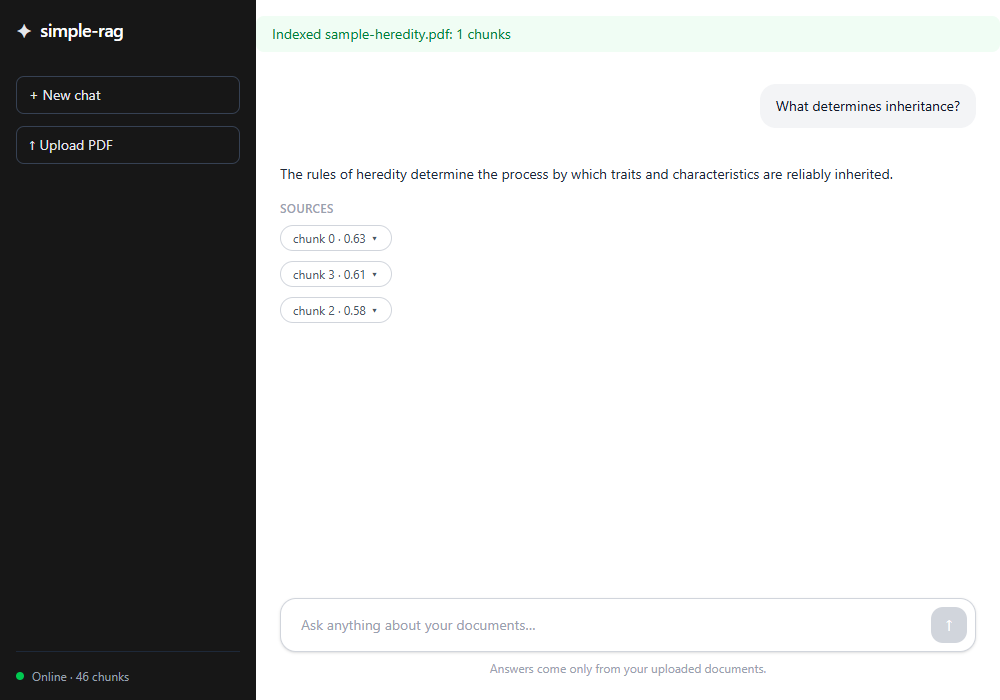 simple-rag
+ New chat
↑ Upload PDF
Online · 46 chunks
Indexed sample-heredity.pdf: 1 chunks
What determines inheritance?
The rules of heredity determine the process by which traits and characteristics are reliably inherited.
SOURCES
chunk 0 · 0.63 ▾
chunk 3 · 0.61 ▾
chunk 2 · 0.58 ▾
Ask anything about your documents...
↑
Answers come only from your uploaded documents.